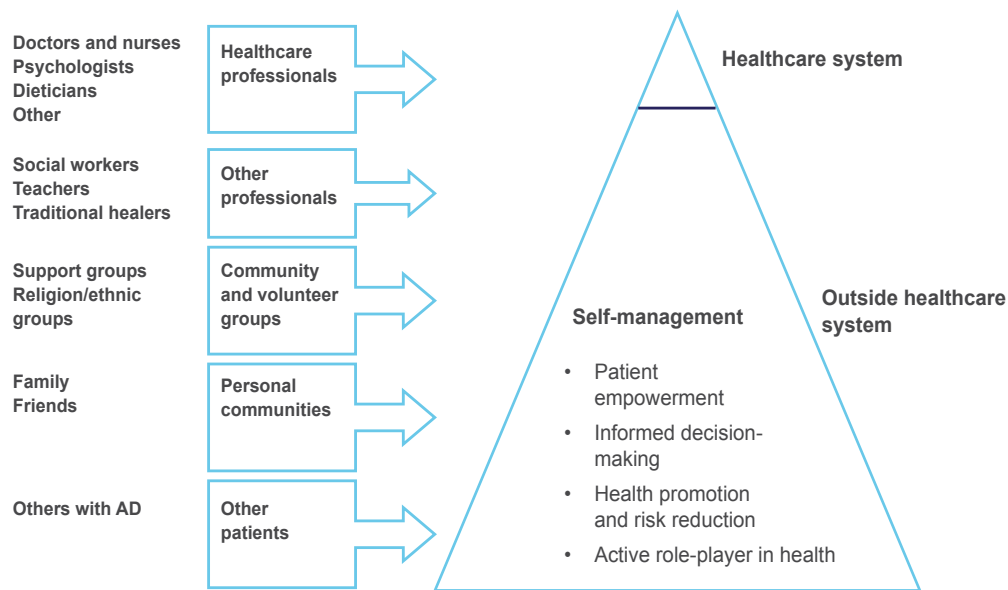 Doctors and nurses
Psychologists
Dieticians
Other
Healthcare
professionals
Healthcare system
Social workers
Teachers
Traditional healers
Other
professionals
Support groups
Religion/ethnic
groups
Community
and volunteer
groups
Outside healthcare
system
Self-management
• Patient
empowerment
• Informed decision-
making
• Health promotion
and risk reduction
• Active role-player in health
Family
Friends
Personal
communities
Others with AD
Other
patients